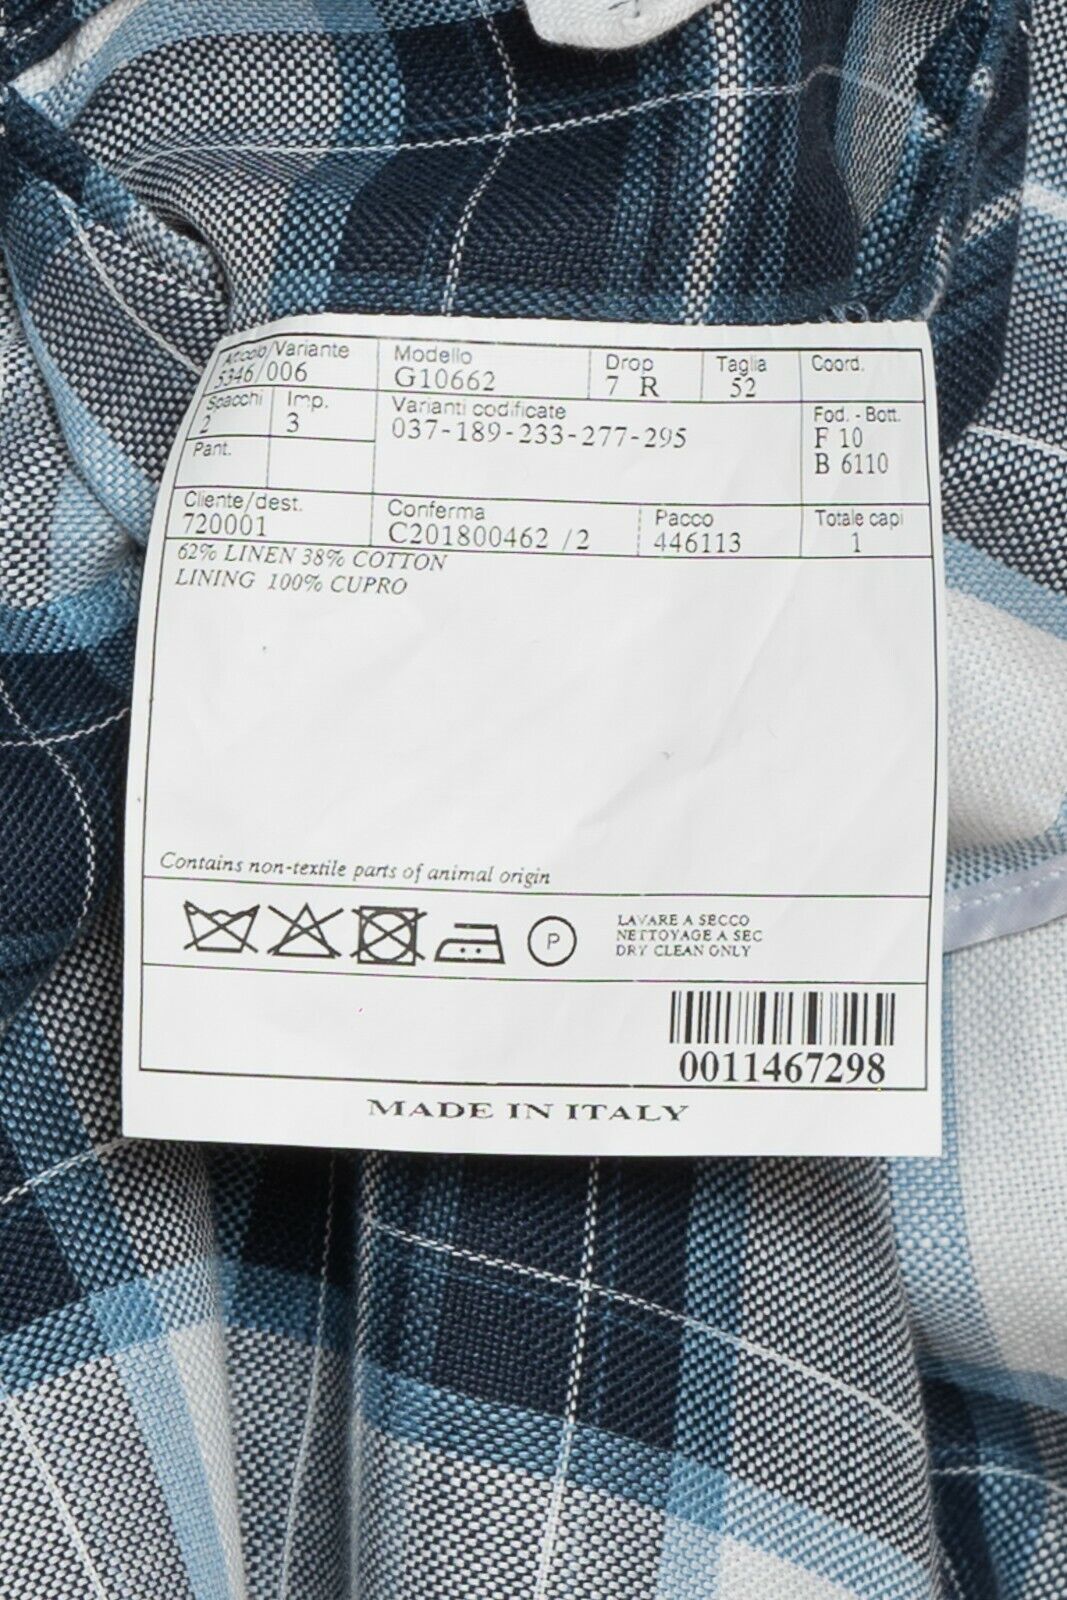 Articolo/Variante Modello Drop Taglia Coord.
5346/006 G10662 7 R 52
Spacchi Imp. Varianti codificate Fod. - Bott.
2 3 037-189-233-277-295 F 10
Pant. B 6110
Cliente/dest. Conferma Pacco Totale capi
720001 C201800462 /2 446113 1
62% LINEN 38% COTTON
LINING 100% CUPRO
Contains non-textile parts of animal origin
P
LAVARE A SECCO
NETTOYAGE A SEC
DRY CLEAN ONLY
0011467298
MADE IN ITALY